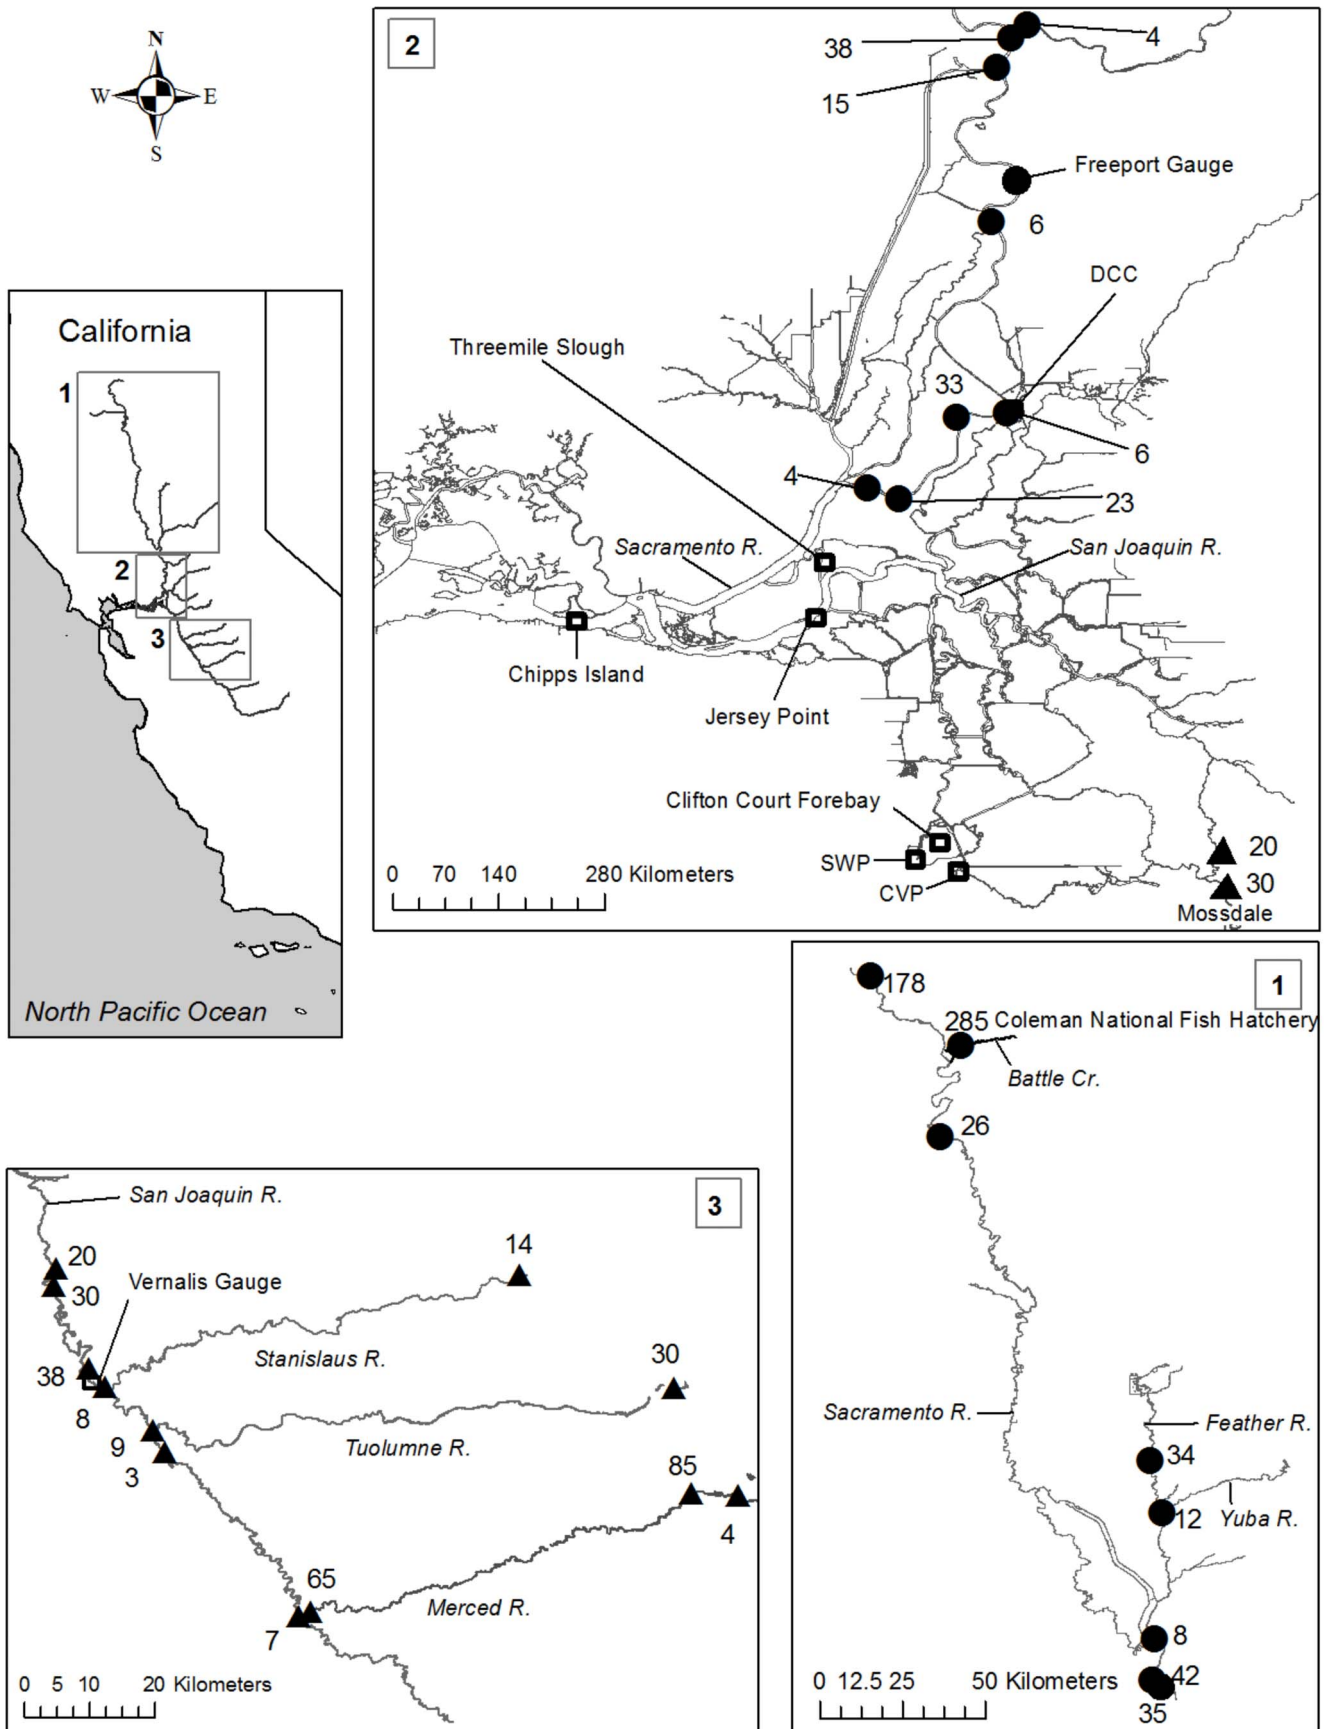 N
W E
S
California
1
2
3
North Pacific Ocean
2
38
4
15
Freeport Gauge
6
DCC
Threemile Slough
33
6
4
23
Sacramento R.
San Joaquin R.
Chipps Island
Jersey Point
Clifton Court Forebay
SWP
CVP
20
30
Mossdale
0 70 140 280 Kilometers
1
178
285 Coleman National Fish Hatchery
Battle Cr.
26
Sacramento R.
Feather R.
34
12 Yuba R.
8
42
35
0 12.5 25 50 Kilometers
3
San Joaquin R.
20
30
Vernalis Gauge
14
38
Stanislaus R.
30
8
9
3
Tuolumne R.
85
4
65
7
Merced R.
0 5 10 20 Kilometers